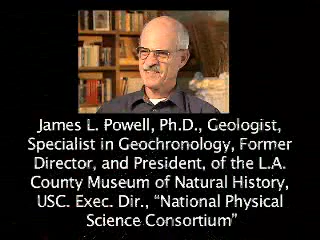 James L. Powell, Ph.D., Geologist,
Specialist in Geochronology, Former
Director, and President, of the L.A.
County Museum of Natural History,
USC. Exec. Dir., “National Physical
Science Consortium”